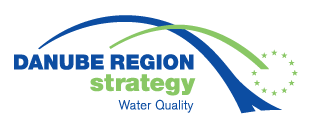 DANUBE REGION
strategy
Water Quality